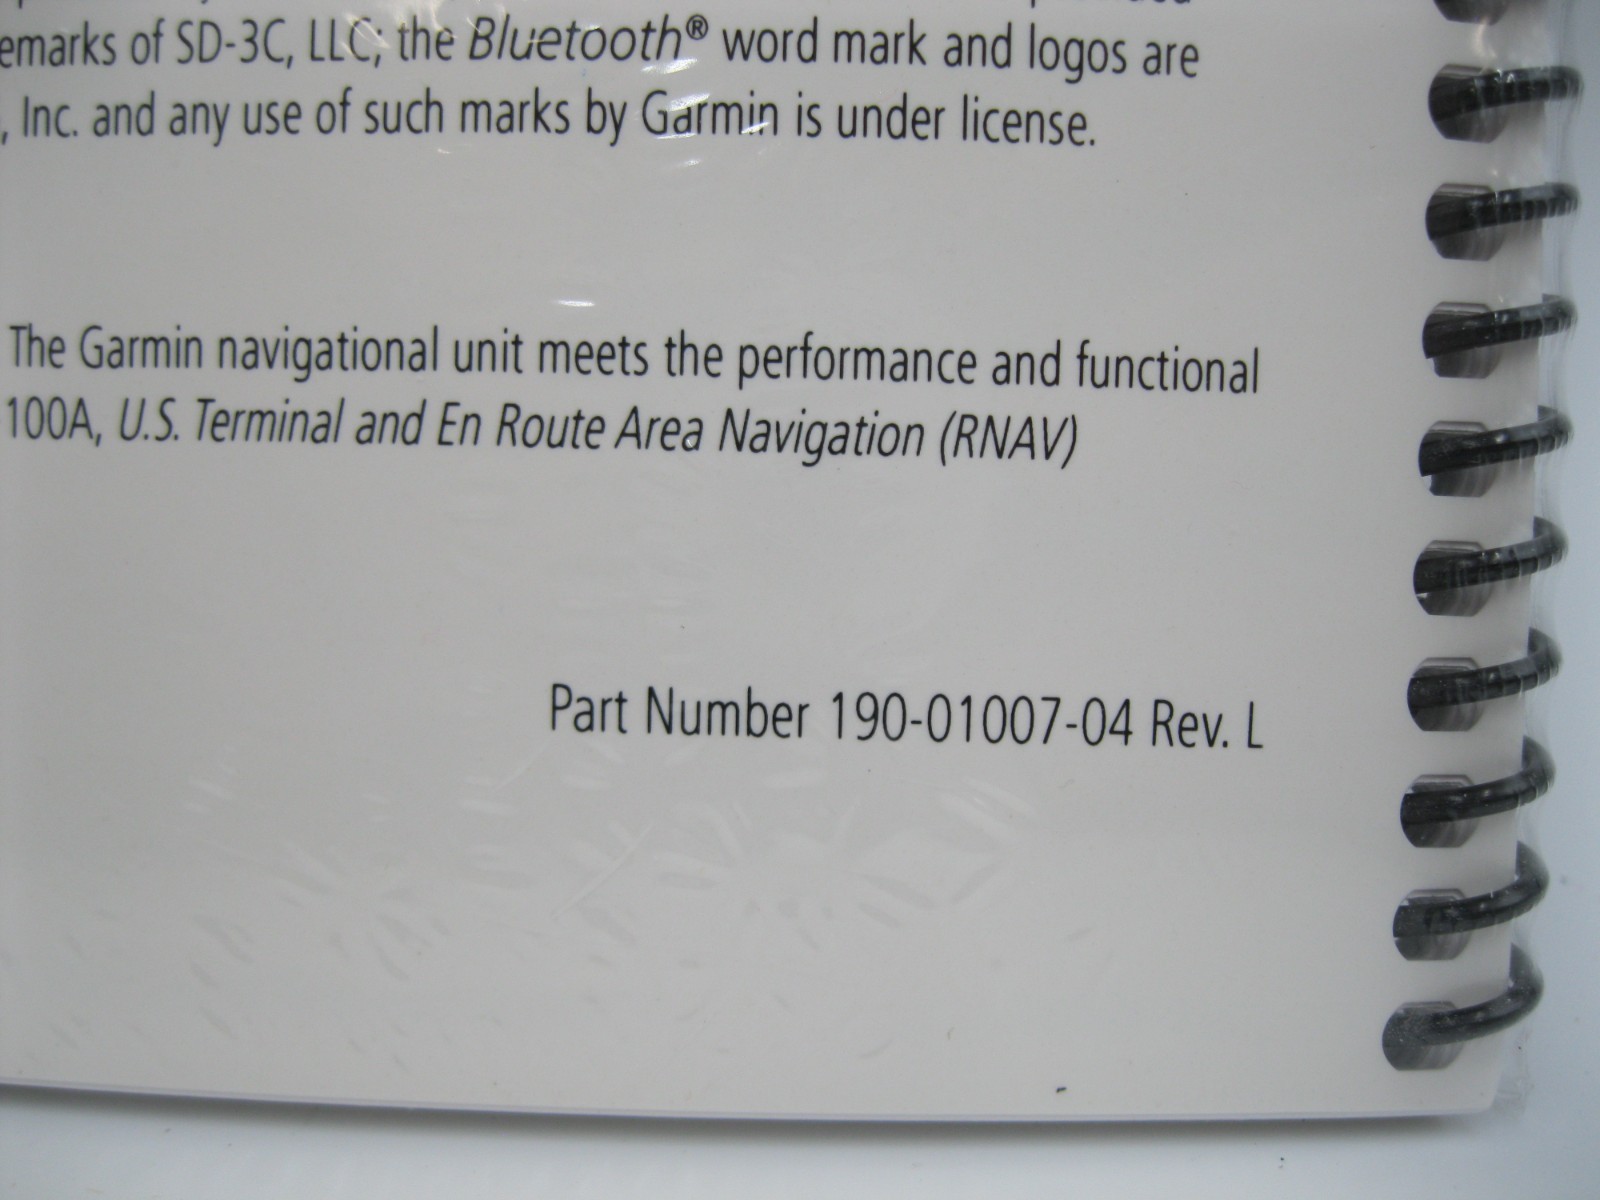 emarks of SD-3C, LLC; the Bluetooth® word mark and logos are
, Inc. and any use of such marks by Garmin is under license.
The Garmin navigational unit meets the performance and functional
100A, U.S. Terminal and En Route Area Navigation (RNAV)
Part Number 190-01007-04 Rev. L